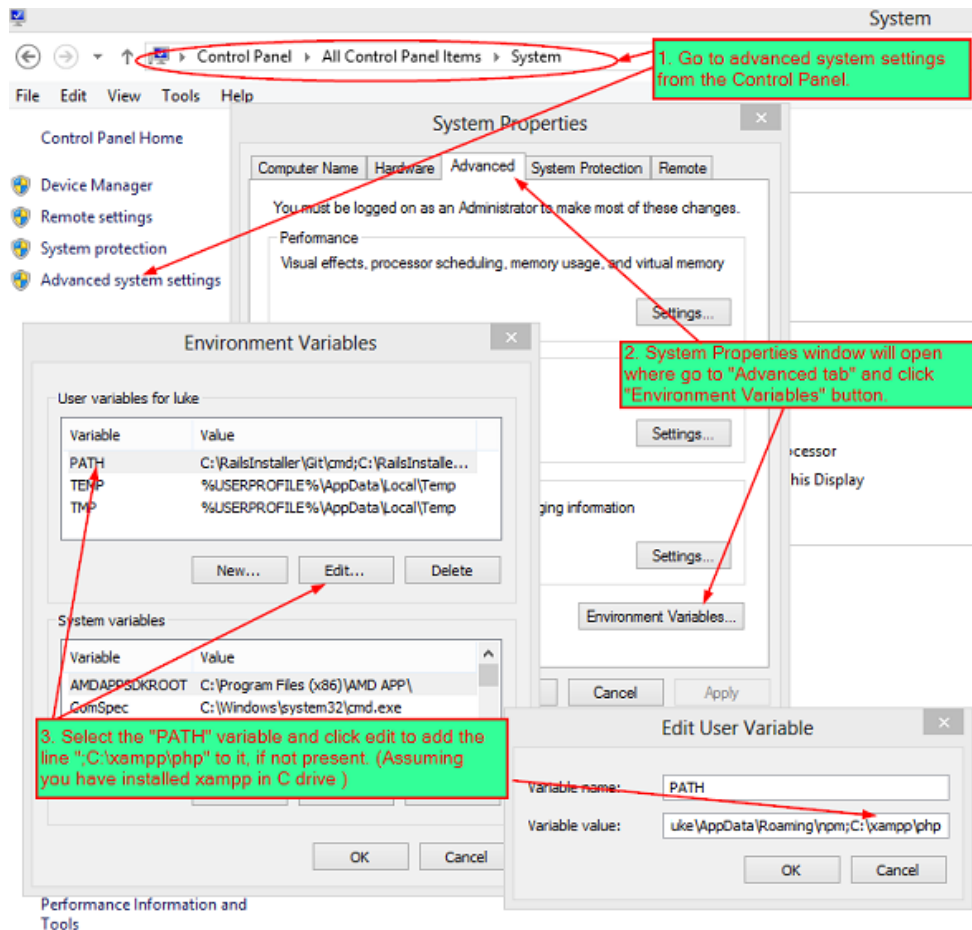 System
Control Panel All Control Panel Items System
1. Go to advanced system settings
from the Control Panel.
File Edit View Tools Help
Control Panel Home
Device Manager
Remote settings
System protection
Advanced system settings
System Properties
Computer Name Hardware Advanced System Protection Remote
You must be logged on as an Administrator to make most of these changes.
Performance
Visual effects, processor scheduling, memory usage, and virtual memory
Settings...
2. System Properties window will open
where go to "Advanced tab" and click
"Environment Variables" button.
Settings...
ocessor
his Display
ging information
Settings...
Environment Variables...
Cancel Apply
Environment Variables
User variables for luke
Variable Value
PATH C:\RailsInstaller\Git\cmd;C:\RailsInstalle...
TEMP %USERPROFILE%\AppData\Local\Temp
TMP %USERPROFILE%\AppData\Local\Temp
New... Edit... Delete
System variables
Variable Value
AMDAPPSDKROOT C:\Program Files (x86)\AMD APP\
ComSpec C:\Windows\system32\cmd.exe
3. Select the "PATH" variable and click edit to add the
line ";C:\xampp\php" to it, if not present. (Assuming
you have installed xampp in C drive )
OK Cancel
Edit User Variable
Variable name: PATH
Variable value: uke\AppData\Roaming\npm;C:\xampp\php
OK Cancel
Performance Information and
Tools